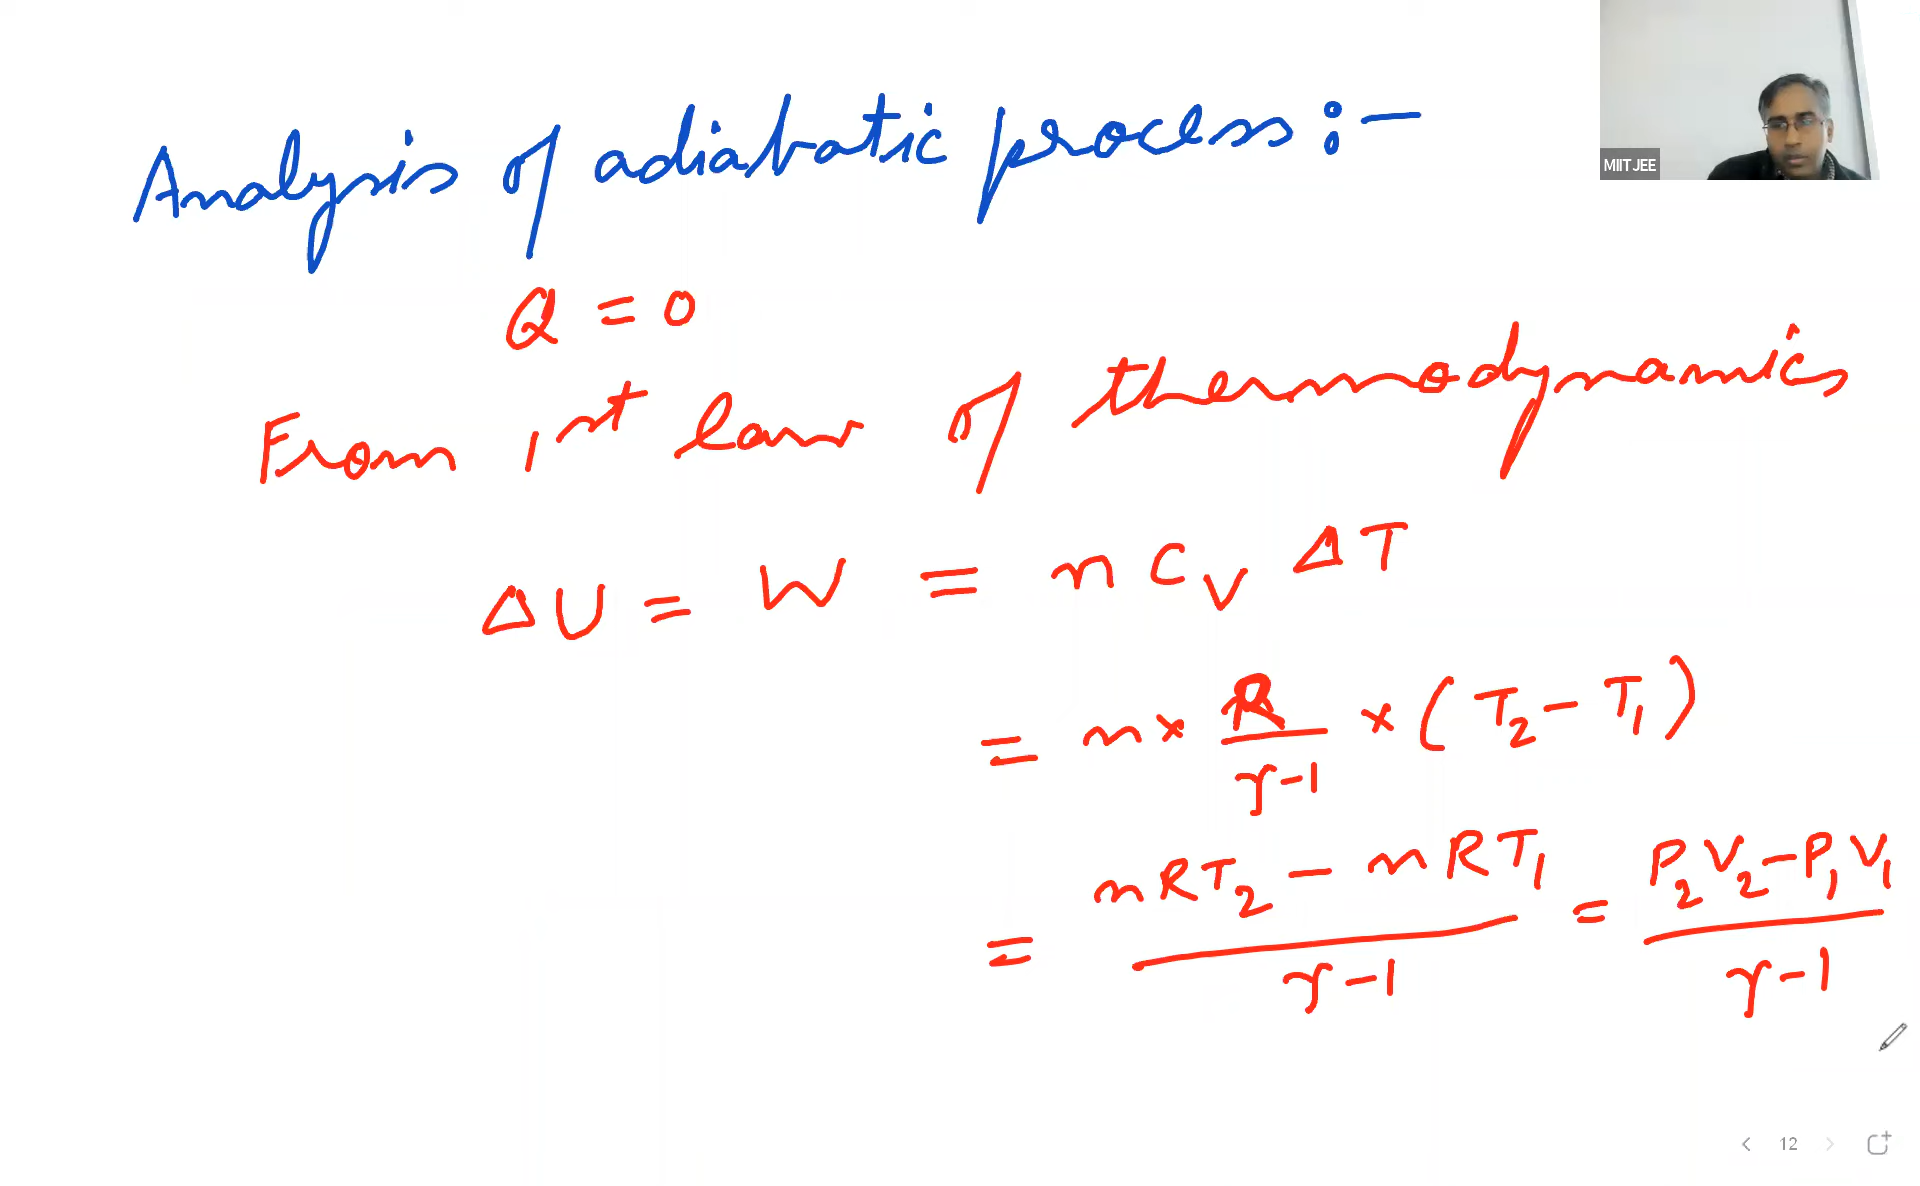 Analysis of adiabatic process :-
MIIT JEE
Q = 0
From 1st law of thermodynamics
ΔU = W = n C_V ΔT
= n × R/(γ-1) × (T₂ - T₁)
= (nRT₂ - nRT₁)/(γ-1) = (P₂V₂ - P₁V₁)/(γ-1)
12